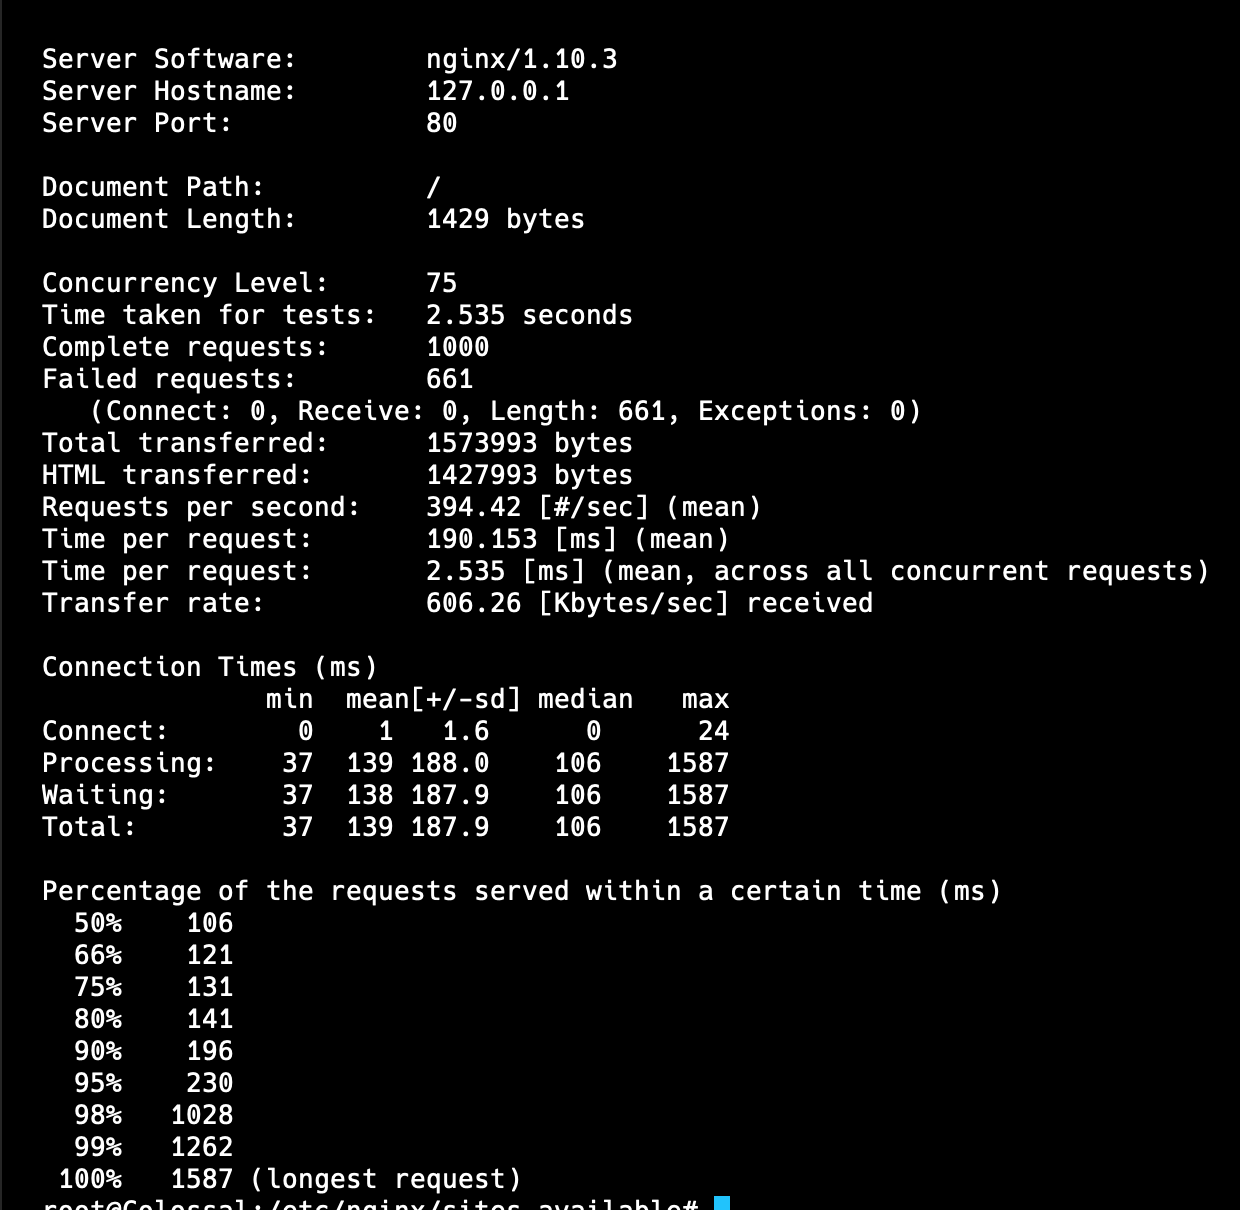 Server Software:        nginx/1.10.3
Server Hostname:        127.0.0.1
Server Port:            80
Document Path:          /
Document Length:        1429 bytes
Concurrency Level:      75
Time taken for tests:   2.535 seconds
Complete requests:      1000
Failed requests:        661
   (Connect: 0, Receive: 0, Length: 661, Exceptions: 0)
Total transferred:      1573993 bytes
HTML transferred:       1427993 bytes
Requests per second:    394.42 [#/sec] (mean)
Time per request:       190.153 [ms] (mean)
Time per request:       2.535 [ms] (mean, across all concurrent requests)
Transfer rate:          606.26 [Kbytes/sec] received
Connection Times (ms)
              min  mean[+/-sd] median   max
Connect:        0    1   1.6      0      24
Processing:    37  139 188.0    106    1587
Waiting:       37  138 187.9    106    1587
Total:         37  139 187.9    106    1587
Percentage of the requests served within a certain time (ms)
  50%    106
  66%    121
  75%    131
  80%    141
  90%    196
  95%    230
  98%   1028
  99%   1262
 100%   1587 (longest request)
root@Colossal:/etc/nginx/sites-available#